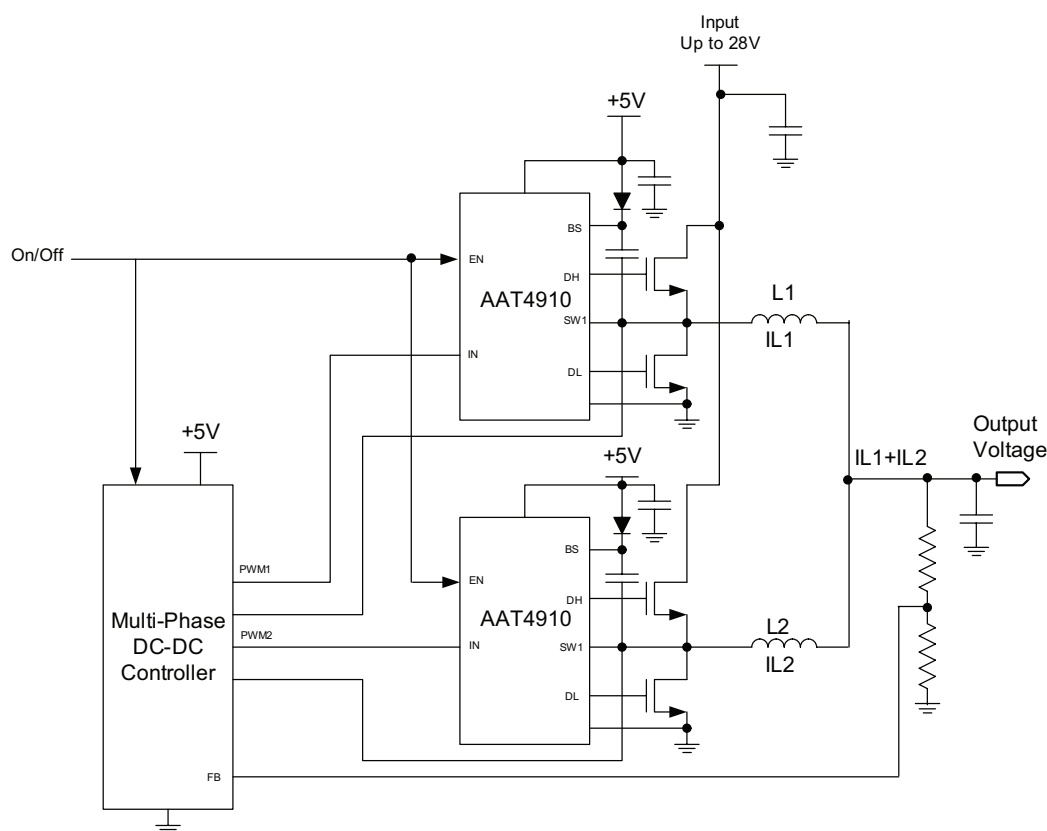 Input
Up to 28V
+5V
BS
On/Off
EN
DH
AAT4910
SW1
L1
IL1
IN
DL
+5V
+5V
Output
Voltage
IL1+IL2
BS
PWM1
EN
DH
AAT4910
Multi-Phase
DC-DC
Controller
PWM2
IN
SW1
L2
IL2
DL
FB